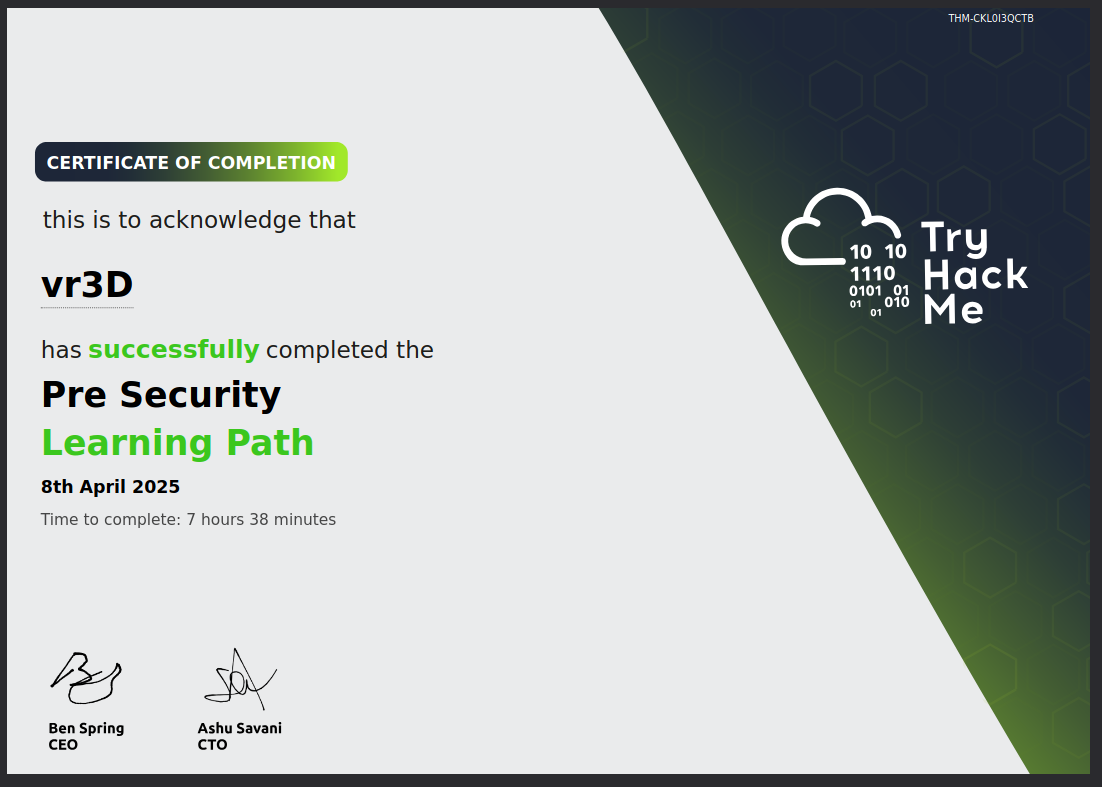 THM-CKL0I3QCTB
CERTIFICATE OF COMPLETION
this is to acknowledge that
vr3D
has successfully completed the
Pre Security
Learning Path
8th April 2025
Time to complete: 7 hours 38 minutes
10 10
1110
0101 01
01 010
01
Try
Hack
Me
Ben Spring
CEO
Ashu Savani
CTO